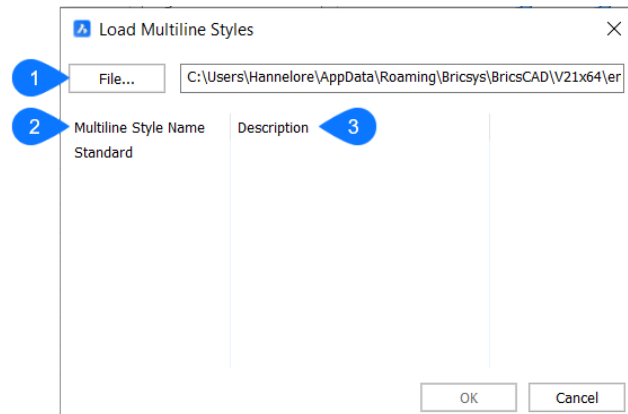 Load Multiline Styles
1
File...
C:\Users\Hannelore\AppData\Roaming\Bricsys\BricsCAD\V21x64\er
2
Multiline Style Name
Description
3
Standard
OK
Cancel